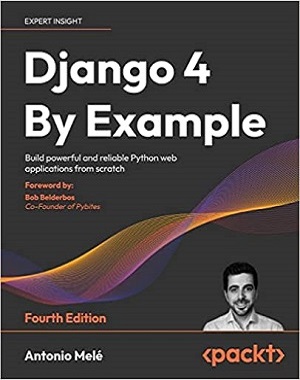 EXPERT INSIGHT
Django 4
By Example
Build powerful and reliable Python web
applications from scratch
Foreword by:
Bob Belderbos
Co-Founder of Pybites
Fourth Edition
Antonio Melé
<packt>